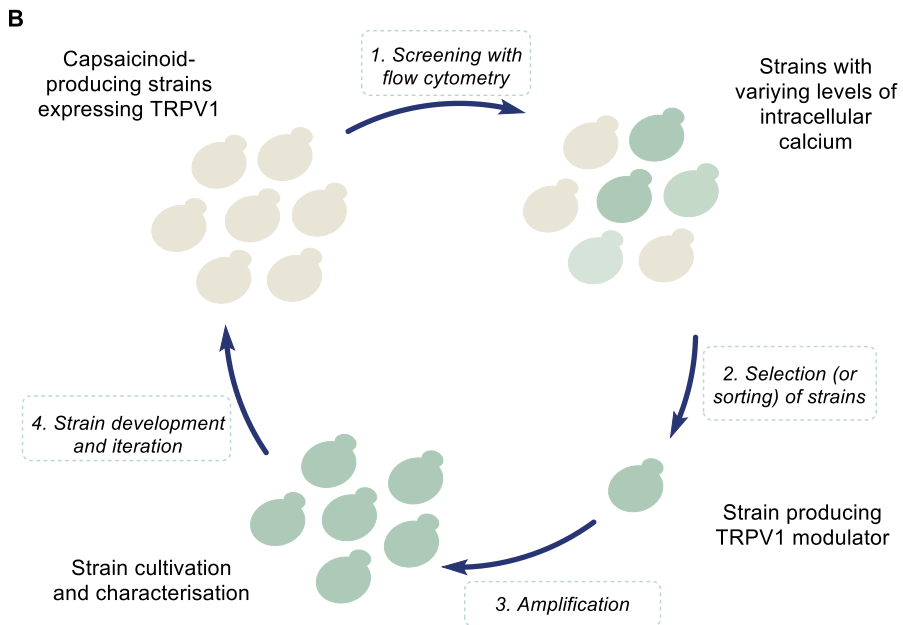 B
Capsaicinoid-
producing strains
expressing TRPV1
1. Screening with
flow cytometry
Strains with
variying levels of
intracellular
calcium
2. Selection (or
sorting) of strains
Strain producing
TRPV1 modulator
3. Amplification
Strain cultivation
and characterisation
4. Strain development
and iteration